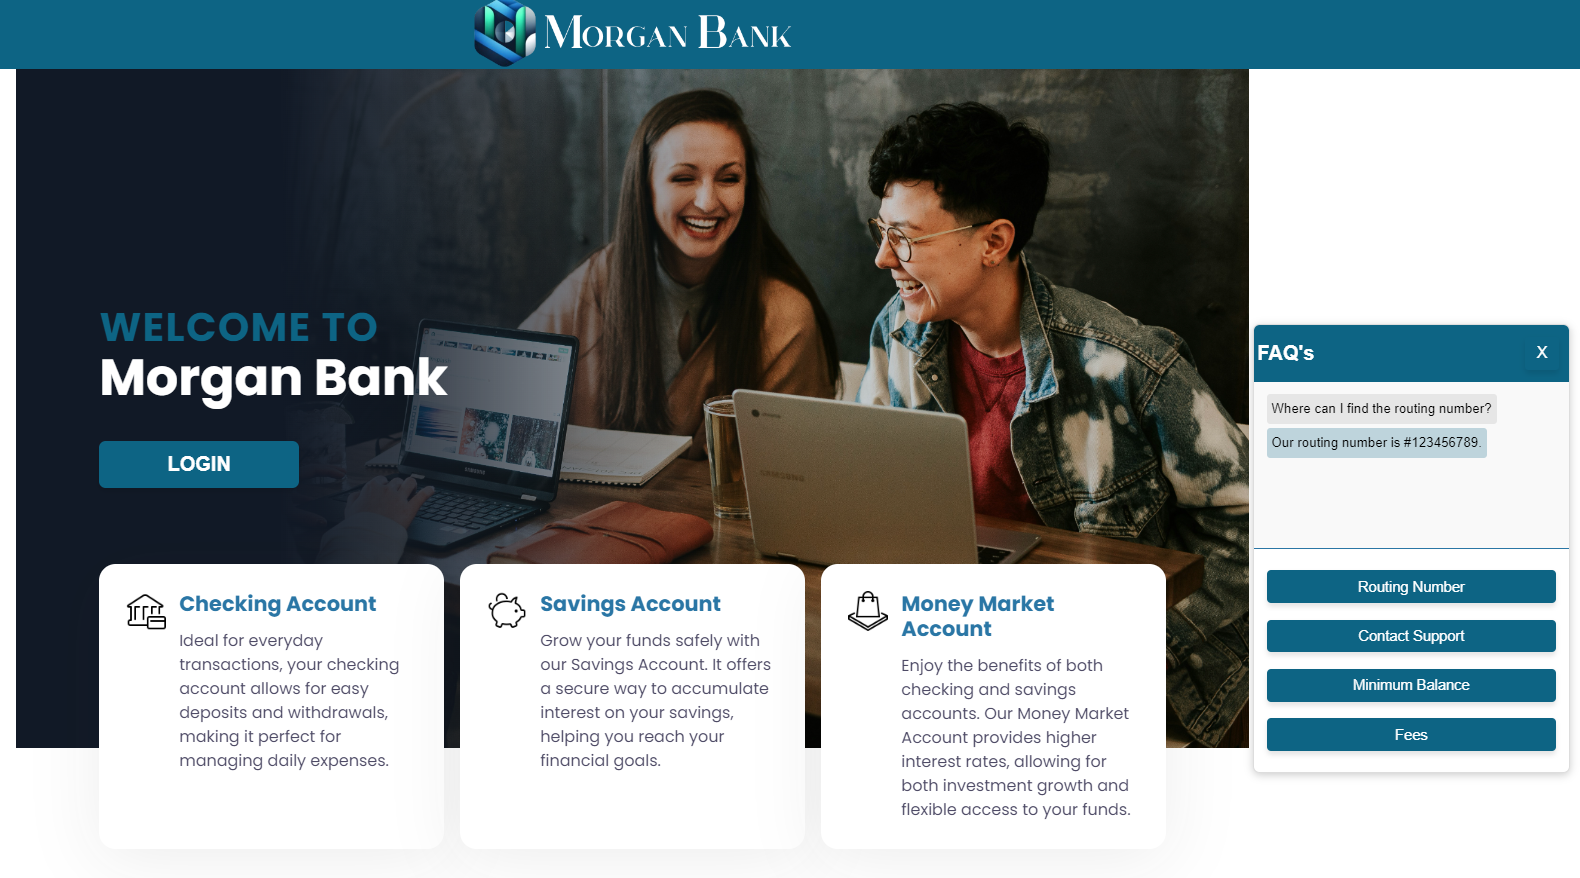 Morgan Bank
WELCOME TO
Morgan Bank
LOGIN
Checking Account
Ideal for everyday
transactions, your checking
account allows for easy
deposits and withdrawals,
making it perfect for
managing daily expenses.
Savings Account
Grow your funds safely with
our Savings Account. It offers
a secure way to accumulate
interest on your savings,
helping you reach your
financial goals.
Money Market
Account
Enjoy the benefits of both
checking and savings
accounts. Our Money Market
Account provides higher
interest rates, allowing for
both investment growth and
flexible access to your funds.
FAQ's
X
Where can I find the routing number?
Our routing number is #123456789.
Routing Number
Contact Support
Minimum Balance
Fees
SAMSUNG